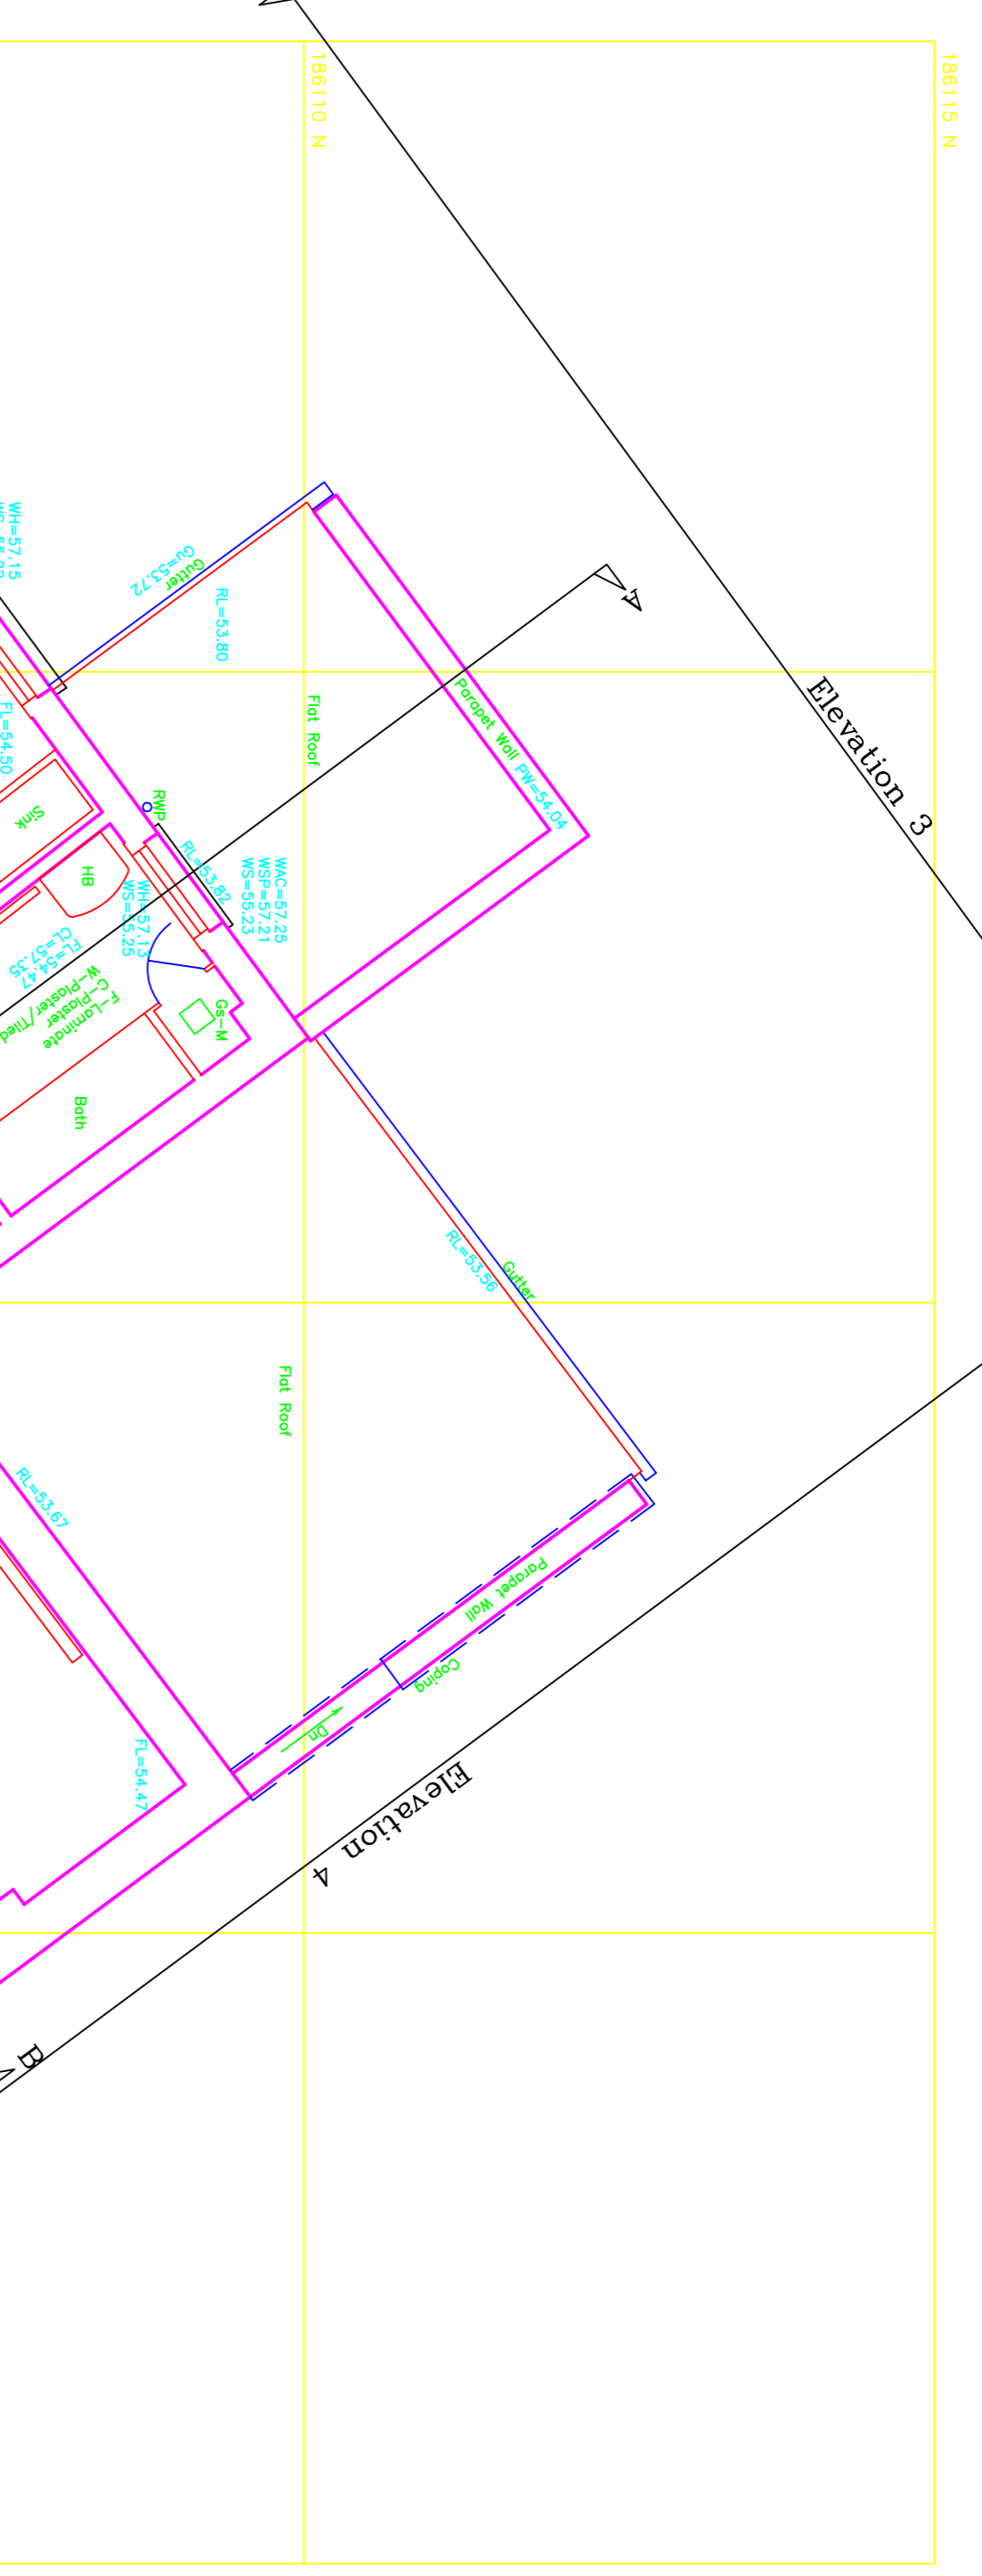 186110 N
186115 N
Elevation 3
A
Gutter
Gu=53.72
RL=53.80
WH=57.15
Flat Roof
Parapet Wall PW=54.04
FL=54.50
Sink
RWP
RL=53.82
WAC=57.25
WSP=57.21
WS=55.23
HB
WH=57.13
WS=55.25
FL=54.47
CL=57.35
F-Laminate
C-Plaster
W-Plaster/Tiled
Gs-M
Bath
RL=53.56
Gutter
Flat Roof
RL=53.67
Parapet Wall
Coping
Dn
FL=54.47
Elevation 4
B